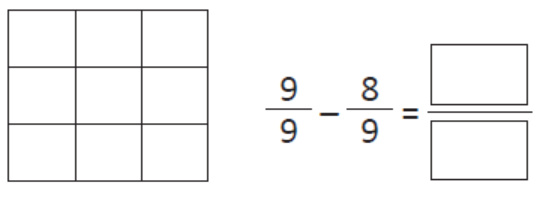 9/9 − 8/9 =